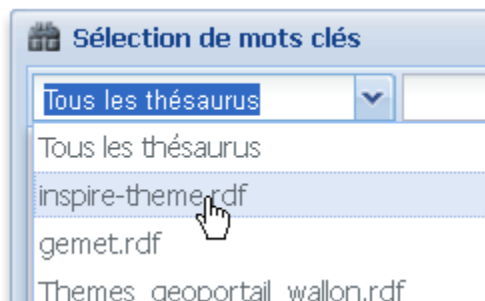 Sélection de mots clés
Tous les thésaurus
Tous les thésaurus
inspire-theme.rdf
gemet.rdf
Themes_geoportail_wallon.rdf